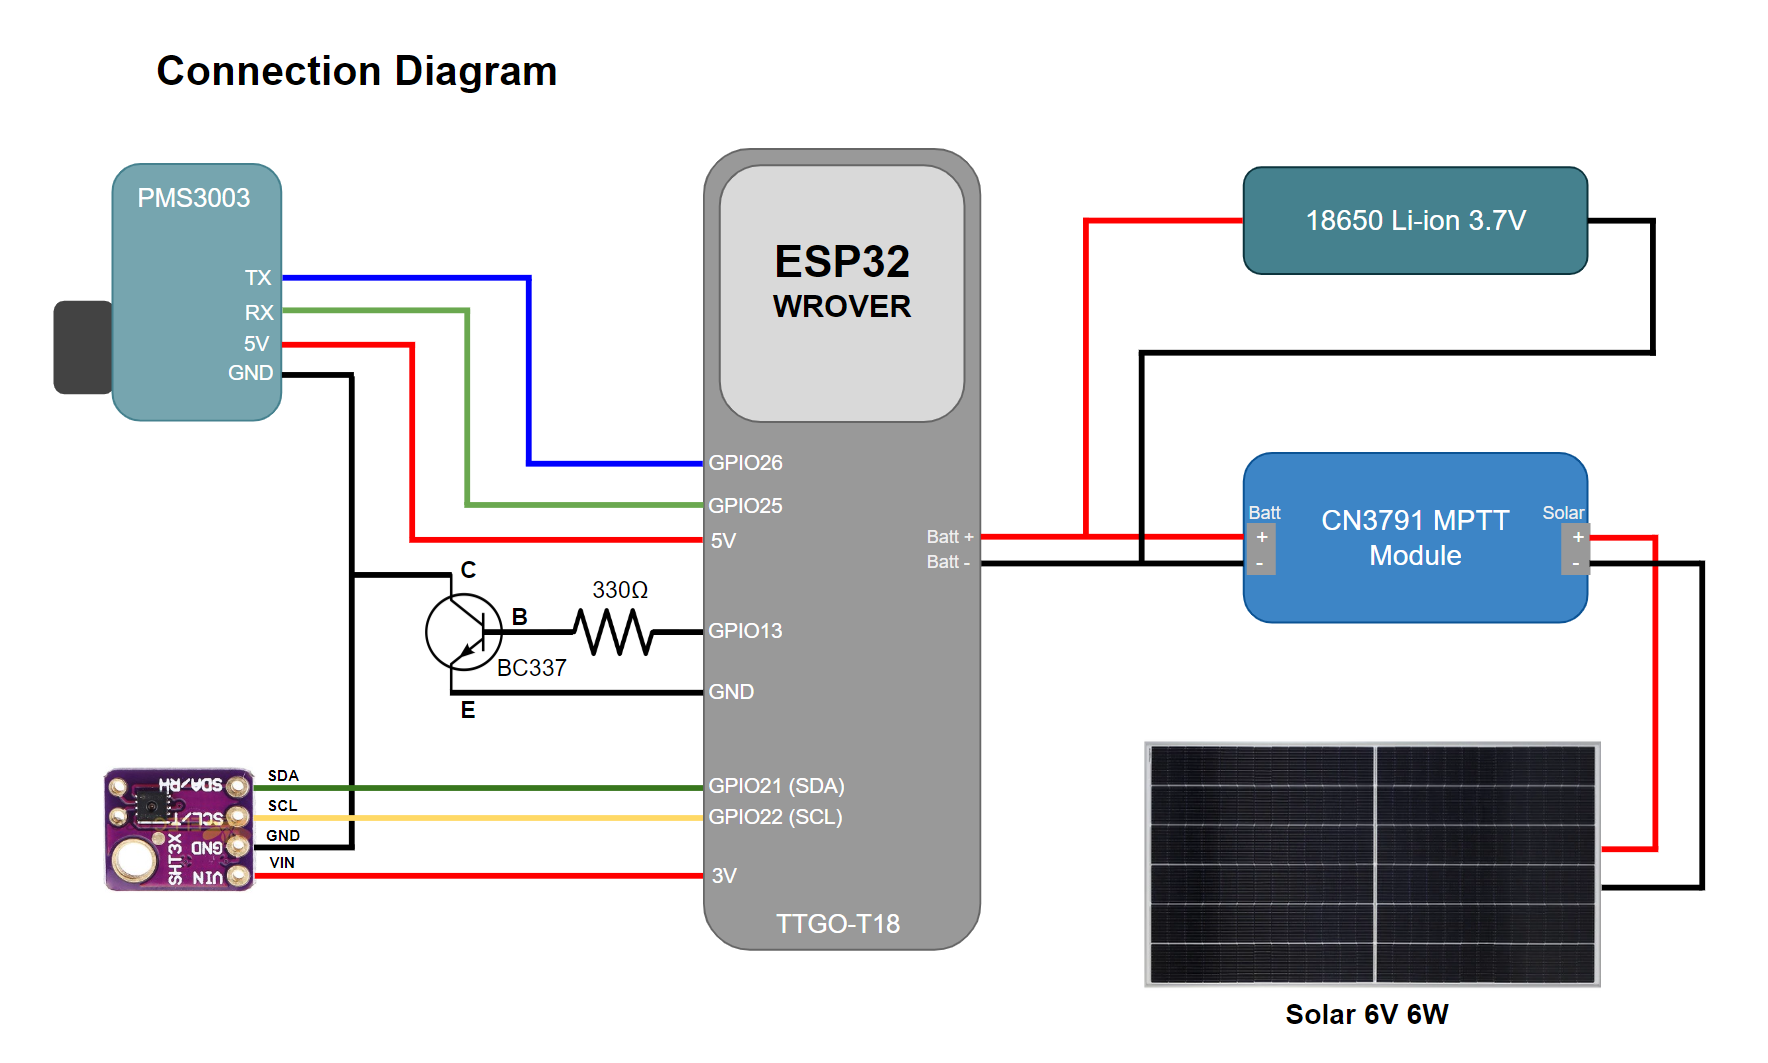 Connection Diagram
PMS3003
TX
RX
5V
GND
ESP32
WROVER
18650 Li-ion 3.7V
GPIO26
GPIO25
5V
GPIO13
GND
GPIO21 (SDA)
GPIO22 (SCL)
3V
TTGO-T18
Batt +
Batt -
Batt
+
-
CN3791 MPTT
Module
Solar
+
-
C
B
E
BC337
330Ω
SDA
SCL
GND
VIN
SDA/RH
SCL/T
GND
VIN
SHT3X
Solar 6V 6W